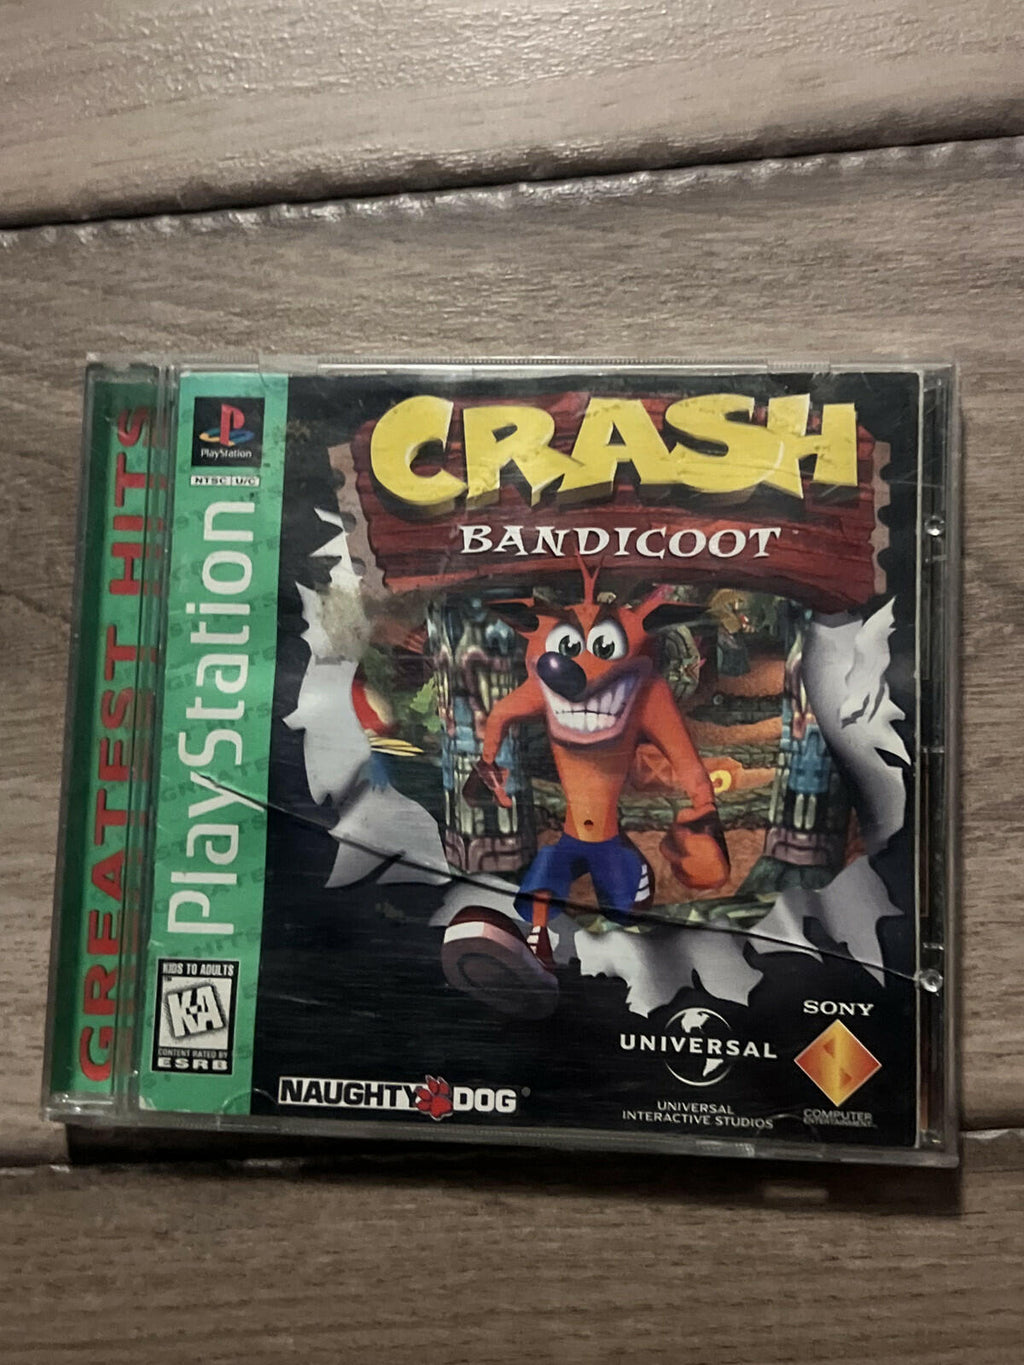 GREATEST HITS
PlayStation
NTSC U/C
PlayStation
KIDS TO ADULTS
K-A
CONTENT RATED BY
ESRB
CRASH
BANDICOOT
NAUGHTY DOG
UNIVERSAL
UNIVERSAL
INTERACTIVE STUDIOS
SONY
COMPUTER
ENTERTAINMENT